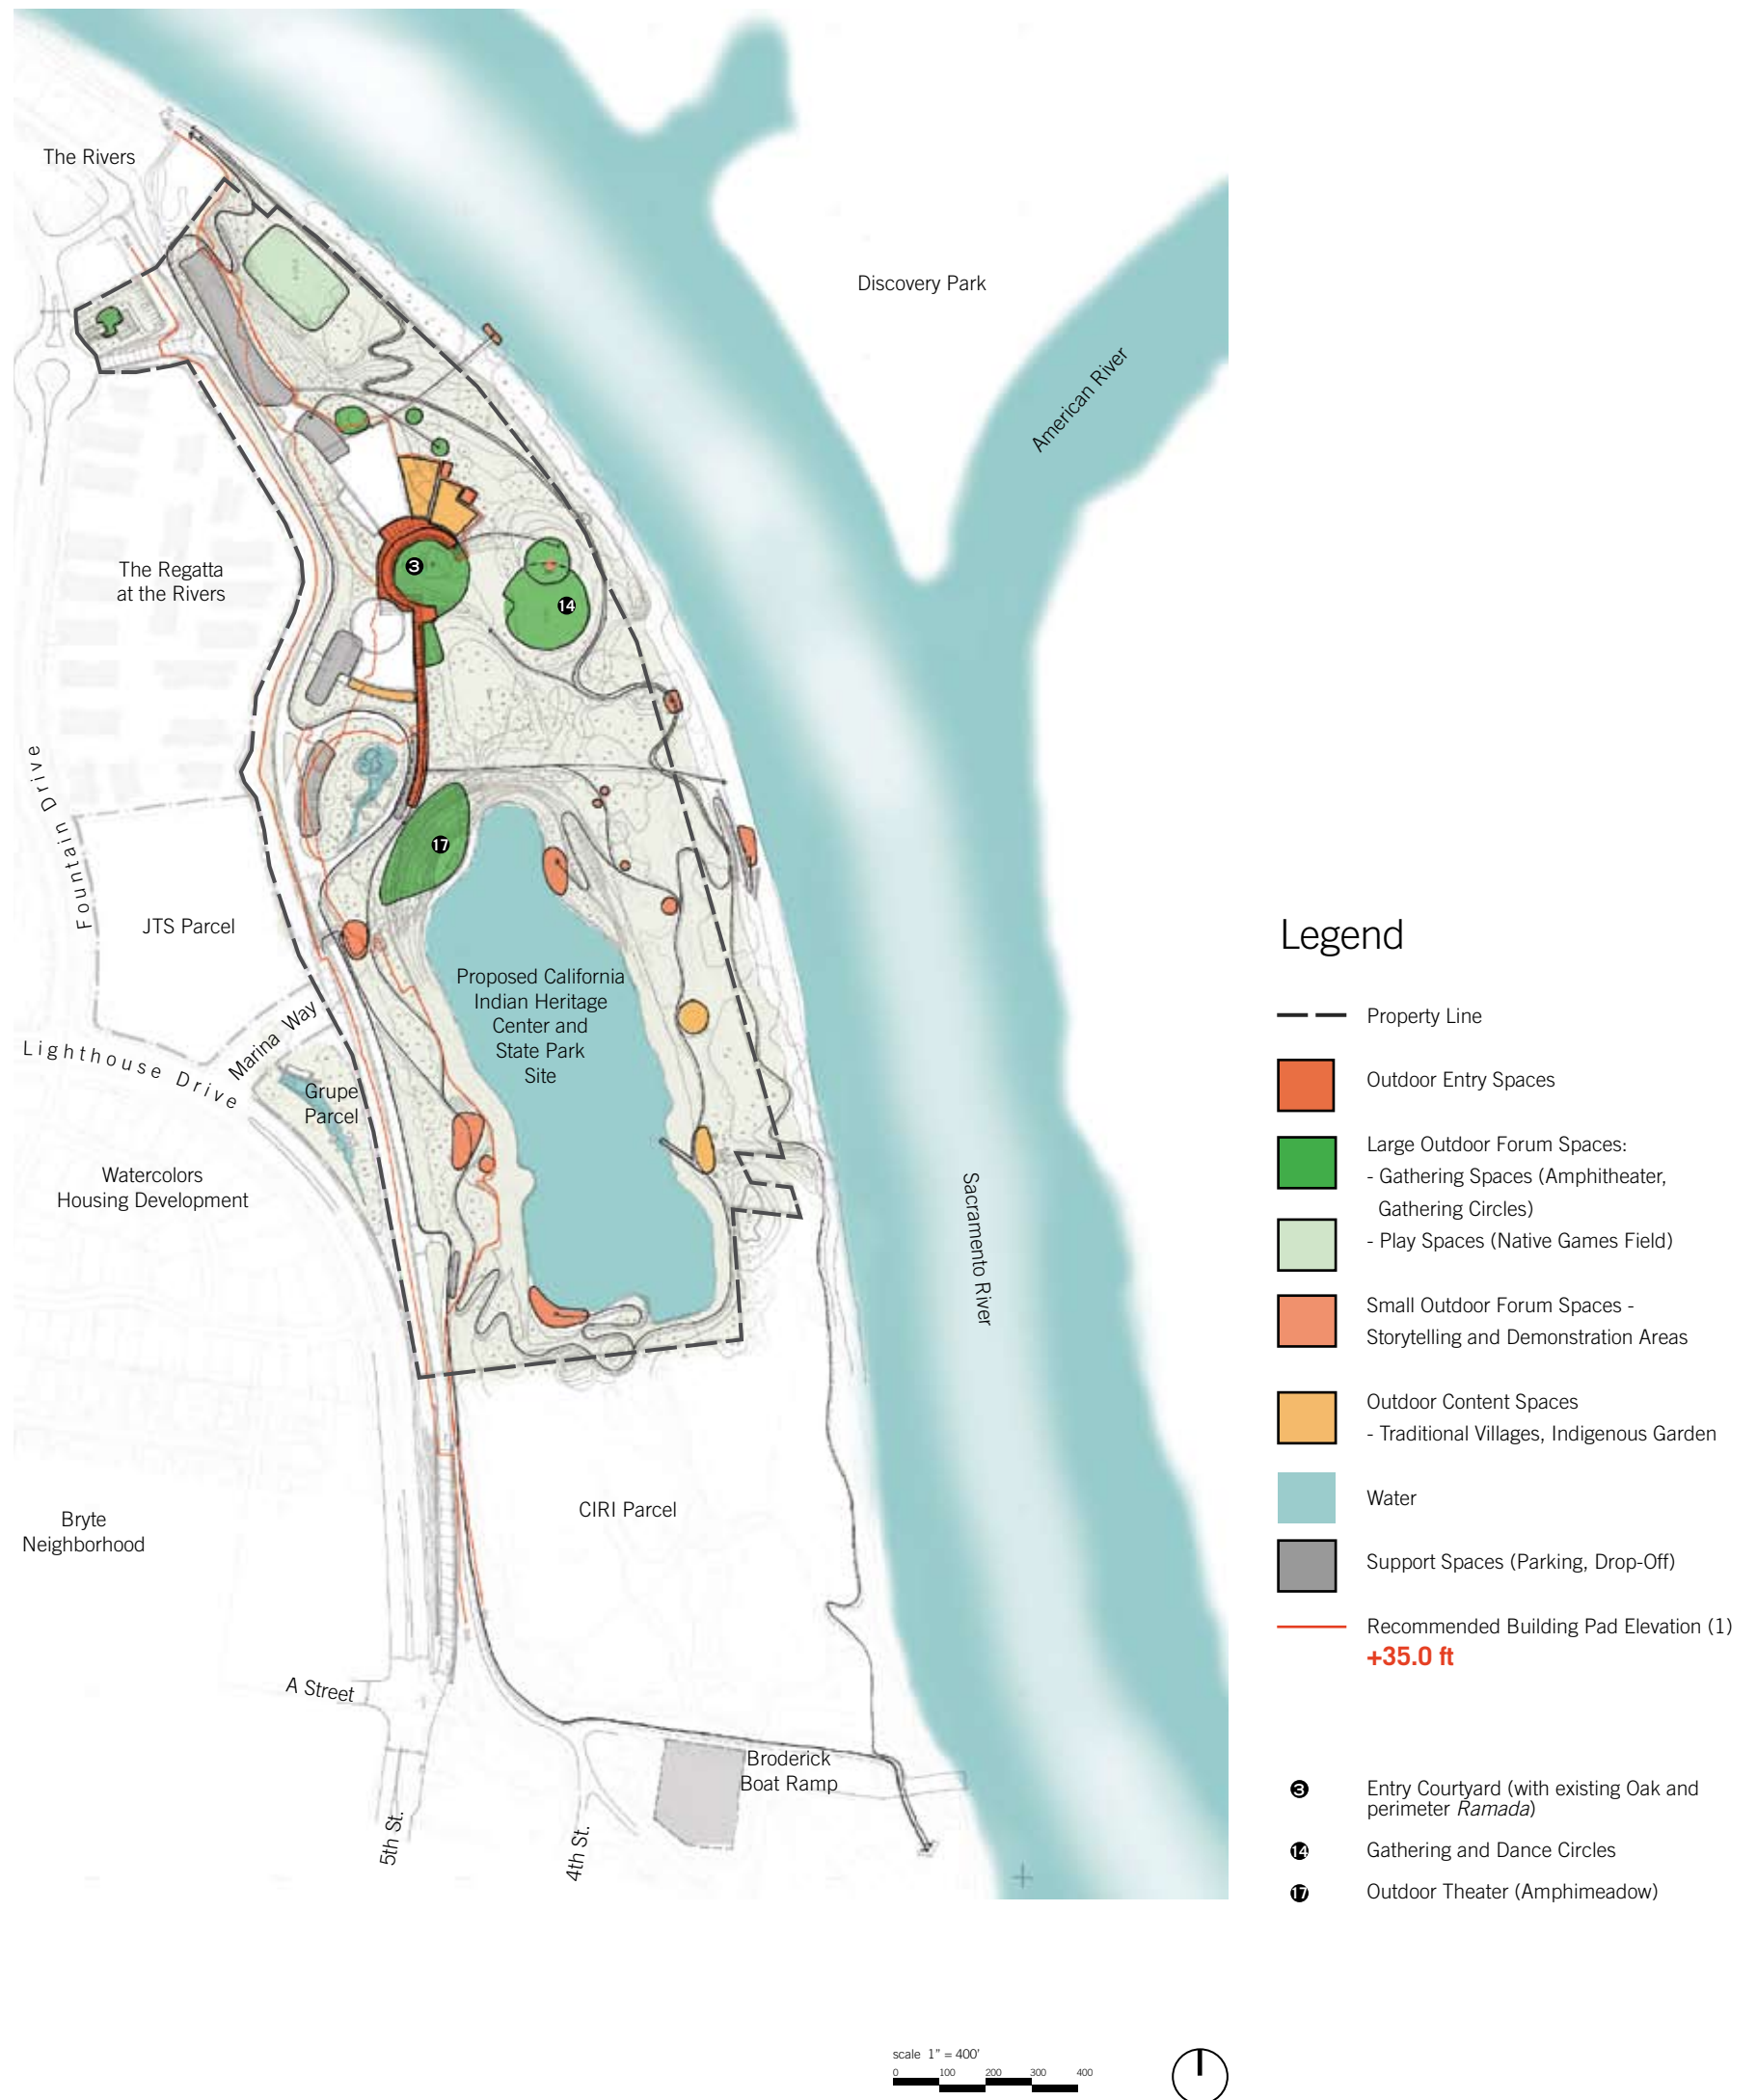 The Rivers
Discovery Park
American River
3
The Regatta
at the Rivers
14
Fountain Drive
17
JTS Parcel
Proposed California
Indian Heritage
Center and
State Park
Site
Marina Way
Lighthouse Drive
Grupe
Parcel
Watercolors
Housing Development
Sacramento River
CIRI Parcel
Bryte
Neighborhood
A Street
Broderick
Boat Ramp
5th St.
4th St.
Legend
Property Line
Outdoor Entry Spaces
Large Outdoor Forum Spaces:
- Gathering Spaces (Amphitheater,
Gathering Circles)
- Play Spaces (Native Games Field)
Small Outdoor Forum Spaces -
Storytelling and Demonstration Areas
Outdoor Content Spaces
- Traditional Villages, Indigenous Garden
Water
Support Spaces (Parking, Drop-Off)
Recommended Building Pad Elevation (1)
+35.0 ft
3 Entry Courtyard (with existing Oak and
perimeter Ramada)
14 Gathering and Dance Circles
17 Outdoor Theater (Amphimeadow)
scale 1" = 400'
0 100 200 300 400